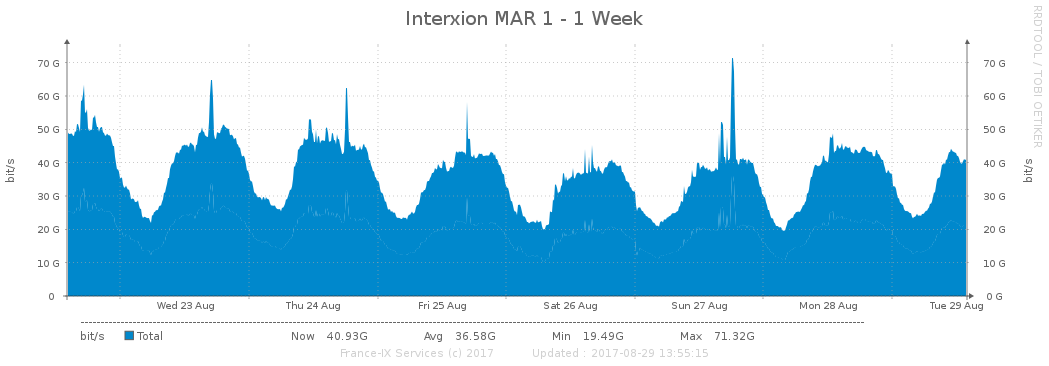 Interxion MAR 1 - 1 Week
RRDTOOL / TOBI OETIKER
bit/s
bit/s
70 G 70 G
60 G 60 G
50 G 50 G
40 G 40 G
30 G 30 G
20 G 20 G
10 G 10 G
0 0 G
Wed 23 Aug Thu 24 Aug Fri 25 Aug Sat 26 Aug Sun 27 Aug Mon 28 Aug Tue 29 Aug
bit/s Total Now 40.93G Avg 36.58G Min 19.49G Max 71.32G
France-IX Services (c) 2017 Updated : 2017-08-29 13:55:15